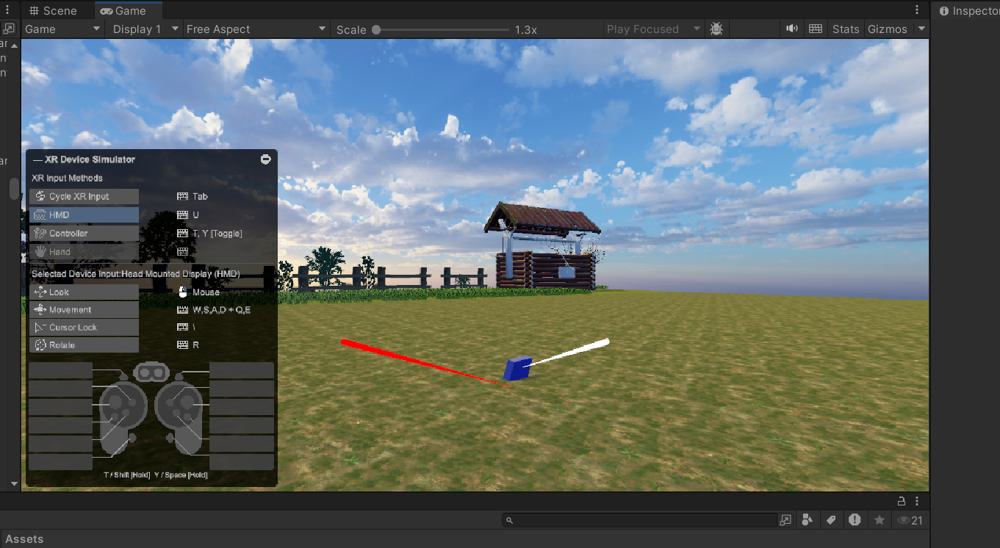 Scene Game Inspector
Game Display 1 Free Aspect Scale 1.3x Play Focused Stats Gizmos
XR Device Simulator
XR Input Methods
Cycle XR Input Tab
HMD U
Controller T, Y [Toggle]
Hand
Selected Device Input:Head Mounted Display (HMD)
Look Mouse
Movement W,S,A,D + Q,E
Cursor Lock \
Rotate R
T / Shift [Hold] Y / Space [Hold]
21
Assets